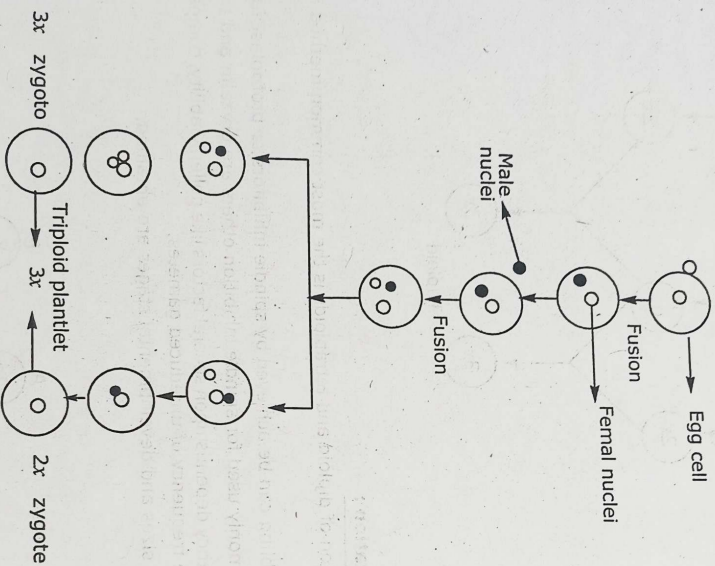 Egg cell
Fusion
Femal nuclei
Male
nuclei
Fusion
3x zygoto
Triploid plantlet
3x
2x zygote